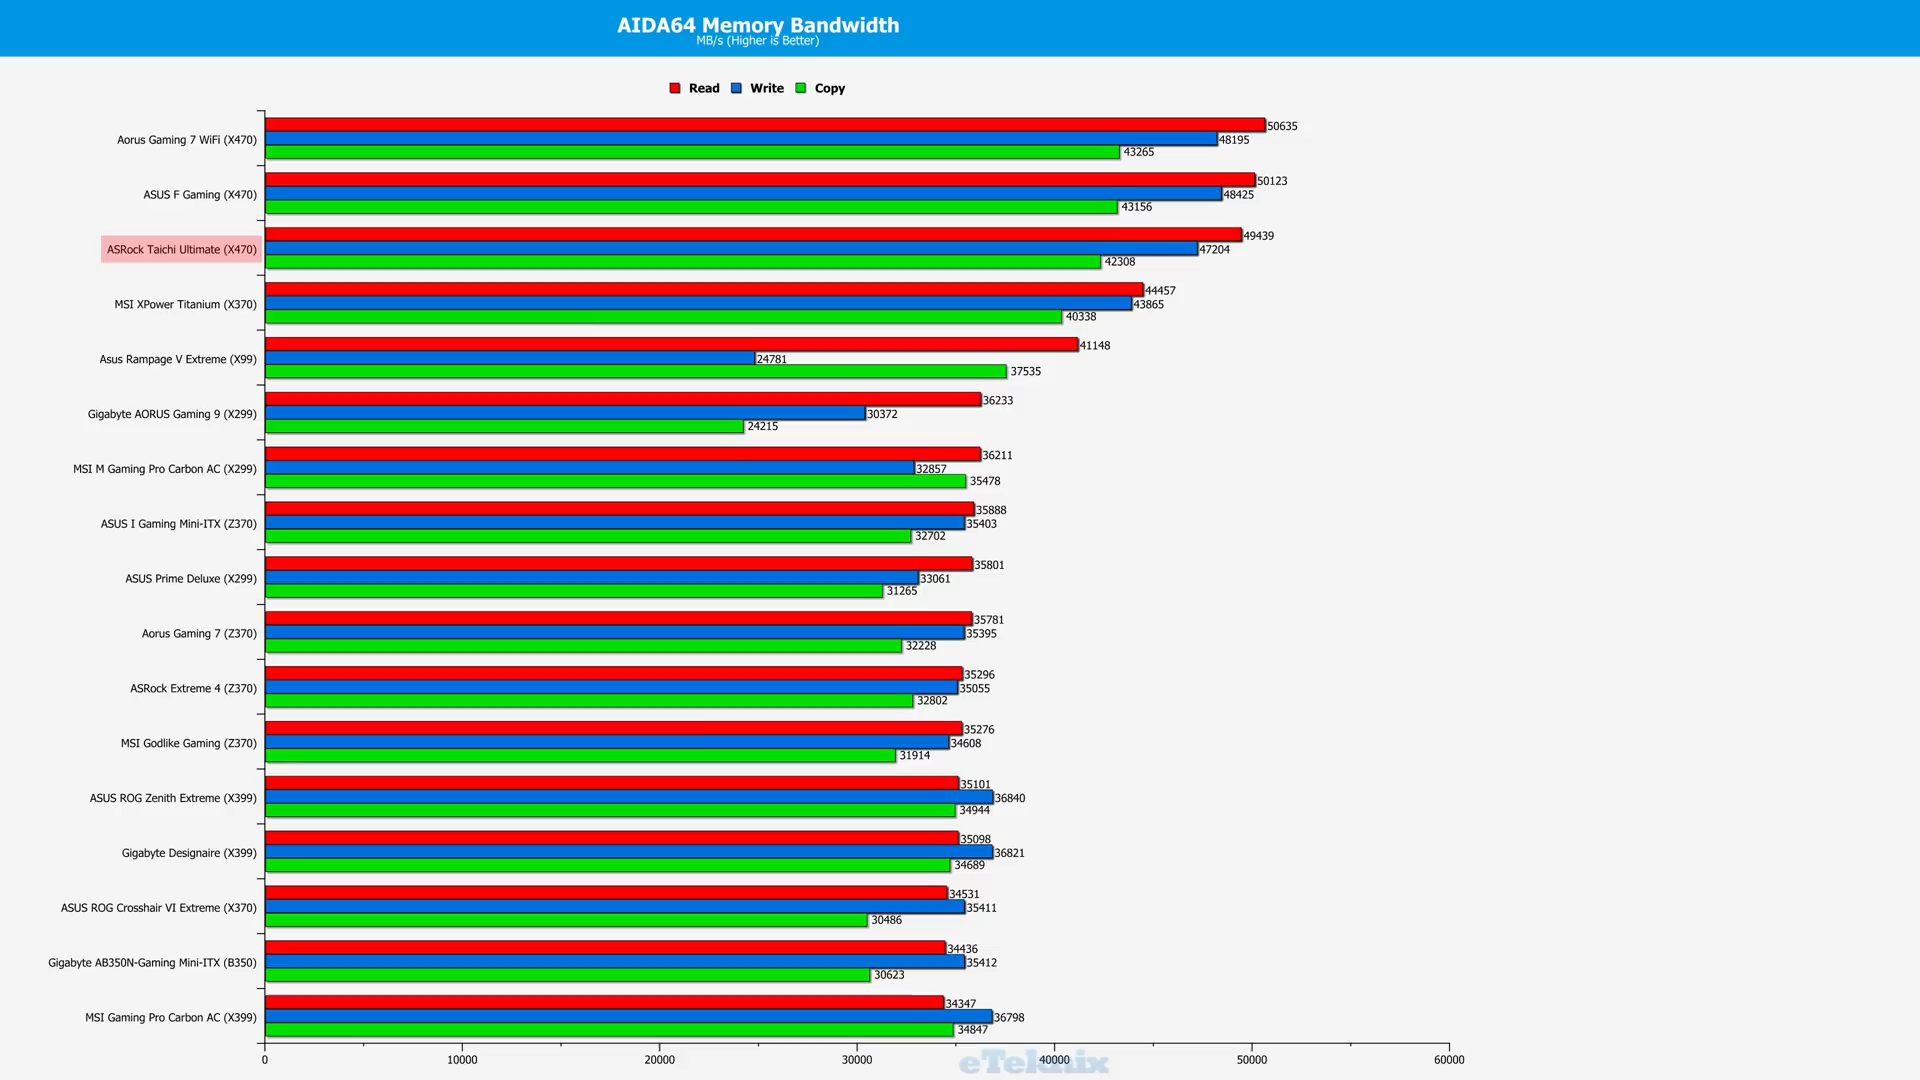 AIDA64 Memory Bandwidth
MB/s (Higher is Better)
Read Write Copy
Aorus Gaming 7 WiFi (X470)
50635
48195
43265
ASUS F Gaming (X470)
50123
48425
43156
ASRock Taichi Ultimate (X470)
49439
47204
42308
MSI XPower Titanium (X370)
44457
43865
40338
Asus Rampage V Extreme (X99)
41148
24781
37535
Gigabyte AORUS Gaming 9 (X299)
36233
30372
24215
MSI M Gaming Pro Carbon AC (X299)
36211
32857
35478
ASUS I Gaming Mini-ITX (Z370)
35888
35403
32702
ASUS Prime Deluxe (X299)
35801
33061
31265
Aorus Gaming 7 (Z370)
35781
35395
32228
ASRock Extreme 4 (Z370)
35296
35055
32802
MSI Godlike Gaming (Z370)
35276
34608
31914
ASUS ROG Zenith Extreme (X399)
35101
36840
34944
Gigabyte Designaire (X399)
35098
36821
34689
ASUS ROG Crosshair VI Extreme (X370)
34531
35411
30486
Gigabyte AB350N-Gaming Mini-ITX (B350)
34436
35412
30623
MSI Gaming Pro Carbon AC (X399)
34347
36798
34847
0 10000 20000 30000 40000 50000 60000
eTeknix